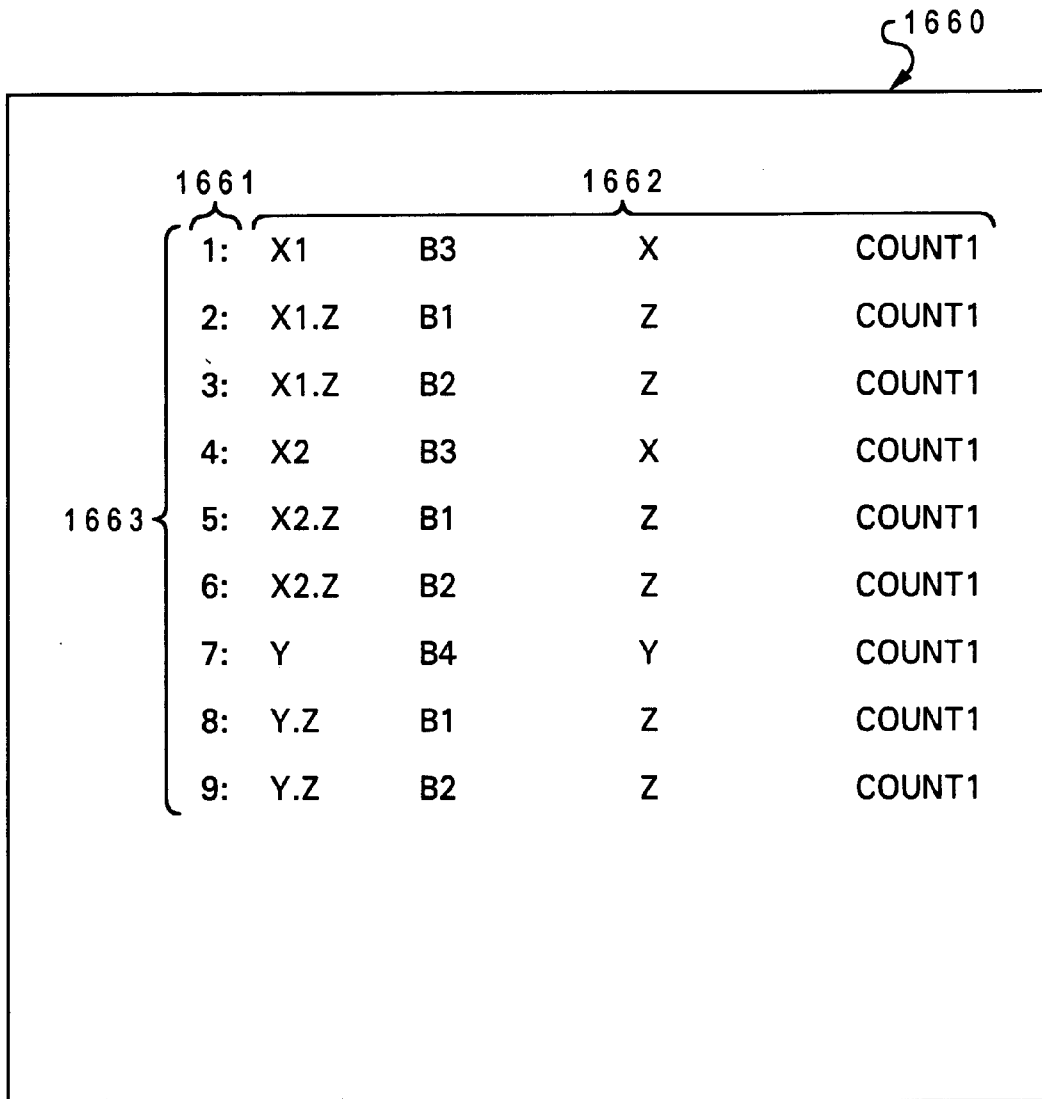 1660
1661 1662
1: X1 B3 X COUNT1
2: X1.Z B1 Z COUNT1
3: X1.Z B2 Z COUNT1
4: X2 B3 X COUNT1
1663 5: X2.Z B1 Z COUNT1
6: X2.Z B2 Z COUNT1
7: Y B4 Y COUNT1
8: Y.Z B1 Z COUNT1
9: Y.Z B2 Z COUNT1